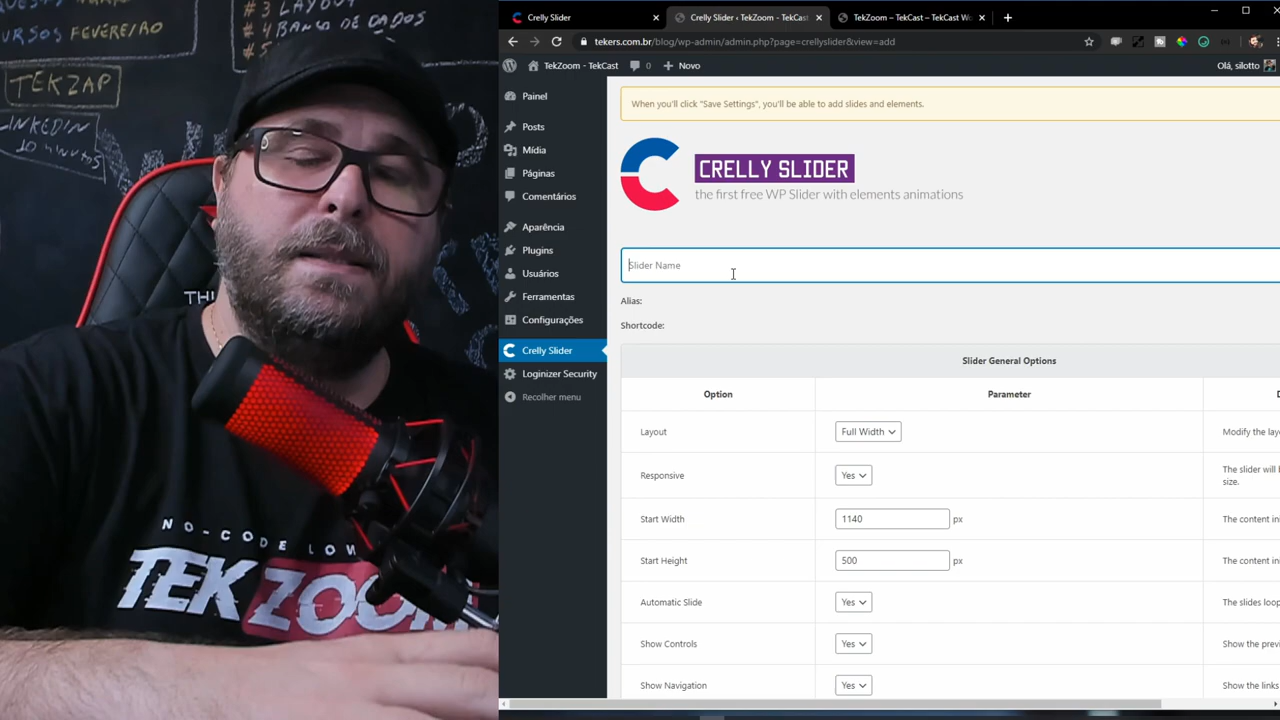 # 3 LAYOUT
# 4 BANCO DE DADOS
#5
URSOS FEVEREIRO
TEKZAP
LINKEDIN
10 MINUTOS
NO-CODE LOW
TEKZOOM
Crelly Slider
Crelly Slider ‹ TekZoom - TekCast
TekZoom – TekCast – TekCast Wo
tekers.com.br/blog/wp-admin/admin.php?page=crellyslider&view=add
TekZoom - TekCast
0
Novo
Olá, silotto
Painel
Posts
Mídia
Páginas
Comentários
Aparência
Plugins
Usuários
Ferramentas
Configurações
Crelly Slider
Loginizer Security
Recolher menu
When you'll click "Save Settings", you'll be able to add slides and elements.
CRELLY SLIDER
the first free WP Slider with elements animations
Slider Name
Alias:
Shortcode:
Slider General Options
Option Parameter D
Layout Full Width Modify the lay
Responsive Yes The slider will
size.
Start Width 1140 px The content in
Start Height 500 px The content in
Automatic Slide Yes The slides loop
Show Controls Yes Show the prev
Show Navigation Yes Show the links